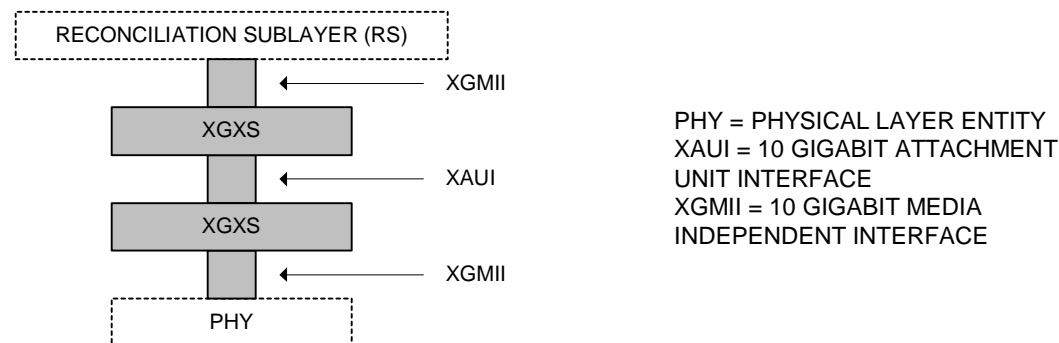 RECONCILIATION SUBLAYER (RS)
XGMII
XGXS
XAUI
XGXS
XGMII
PHY
PHY = PHYSICAL LAYER ENTITY
XAUI = 10 GIGABIT ATTACHMENT
UNIT INTERFACE
XGMII = 10 GIGABIT MEDIA
INDEPENDENT INTERFACE